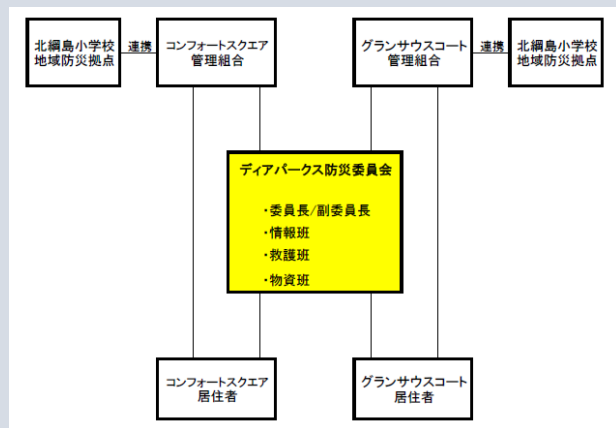 北綱島小学校
地域防災拠点
連携
コンフォートスクエア
管理組合
グランサウスコート
管理組合
連携
北綱島小学校
地域防災拠点
ディアパークス防災委員会
・委員長/副委員長
・情報班
・救護班
・物資班
コンフォートスクエア
居住者
グランサウスコート
居住者